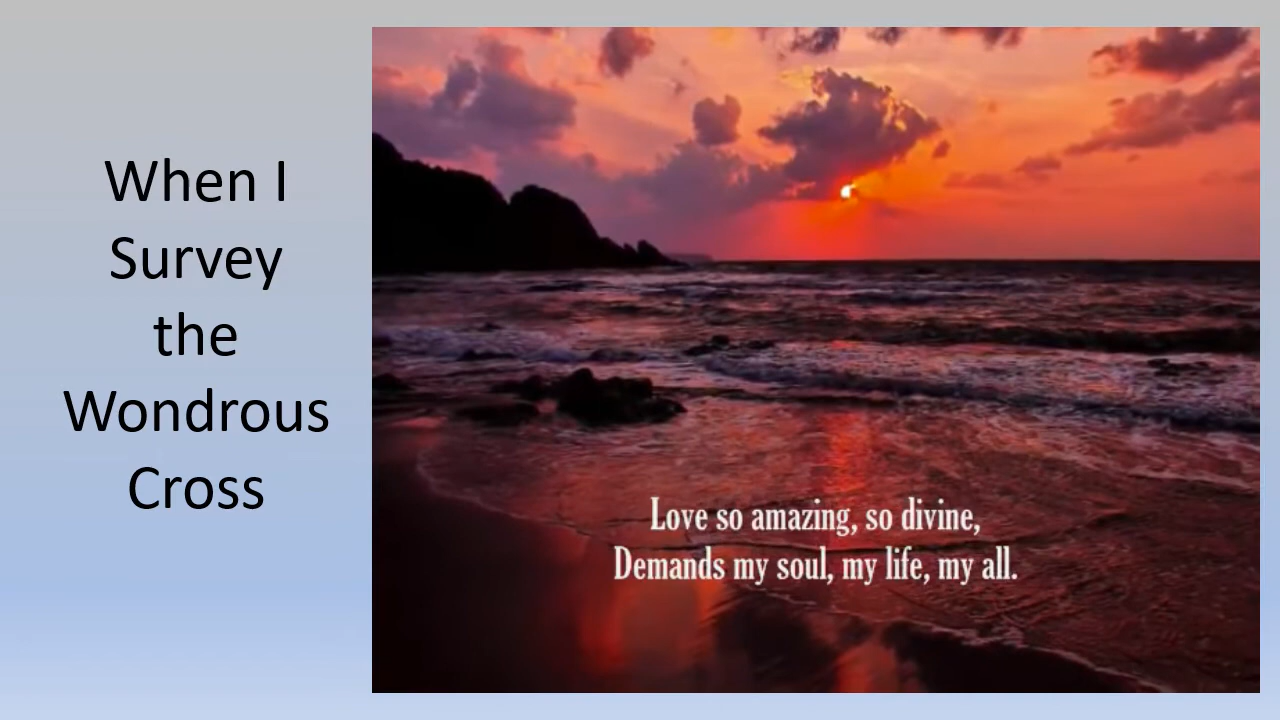 When I
Survey
the
Wondrous
Cross
Love so amazing, so divine,
Demands my soul, my life, my all.